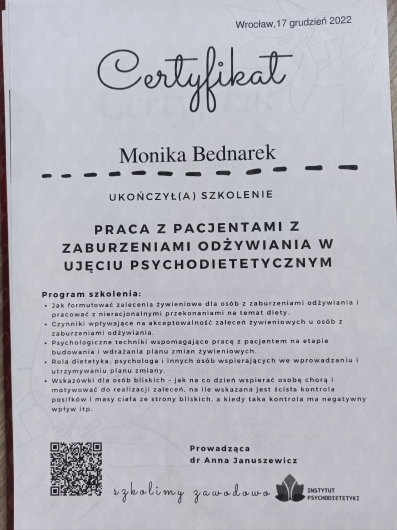 Wrocław,17 grudzień 2022
Certyfikat
Monika Bednarek
UKOŃCZYŁ(A) SZKOLENIE
PRACA Z PACJENTAMI Z
ZABURZENIAMI ODŻYWIANIA W
UJĘCIU PSYCHODIETETYCZNYM
Program szkolenia:
• Jak formułować zalecenia żywieniowe dla osób z zaburzeniami odżywiania i
pracować z nieracjonalnymi przekonaniami na temat diety.
• Czynniki wpływające na akceptowalność zaleceń żywieniowych u osób z
zaburzeniami odżywiania.
• Psychologiczne techniki wspomagające pracę z pacjentem na etapie
budowania i wdrażania planu zmian żywieniowych.
• Rola dietetyka, psychologa i innych osób wspierających we wprowadzaniu i
utrzymywaniu planu zmiany.
• Wskazówki dla osób bliskich – jak na co dzień wspierać osobę chorą i
motywować do realizacji zaleceń, na ile wskazana jest ścisła kontrola
posiłków i masy ciała ze strony bliskich, a kiedy taka kontrola ma negatywny
wpływ itp.
Prowadząca
dr Anna Januszewicz
szkolimy zawodowo
INSTYTUT
PSYCHODIETETYKI